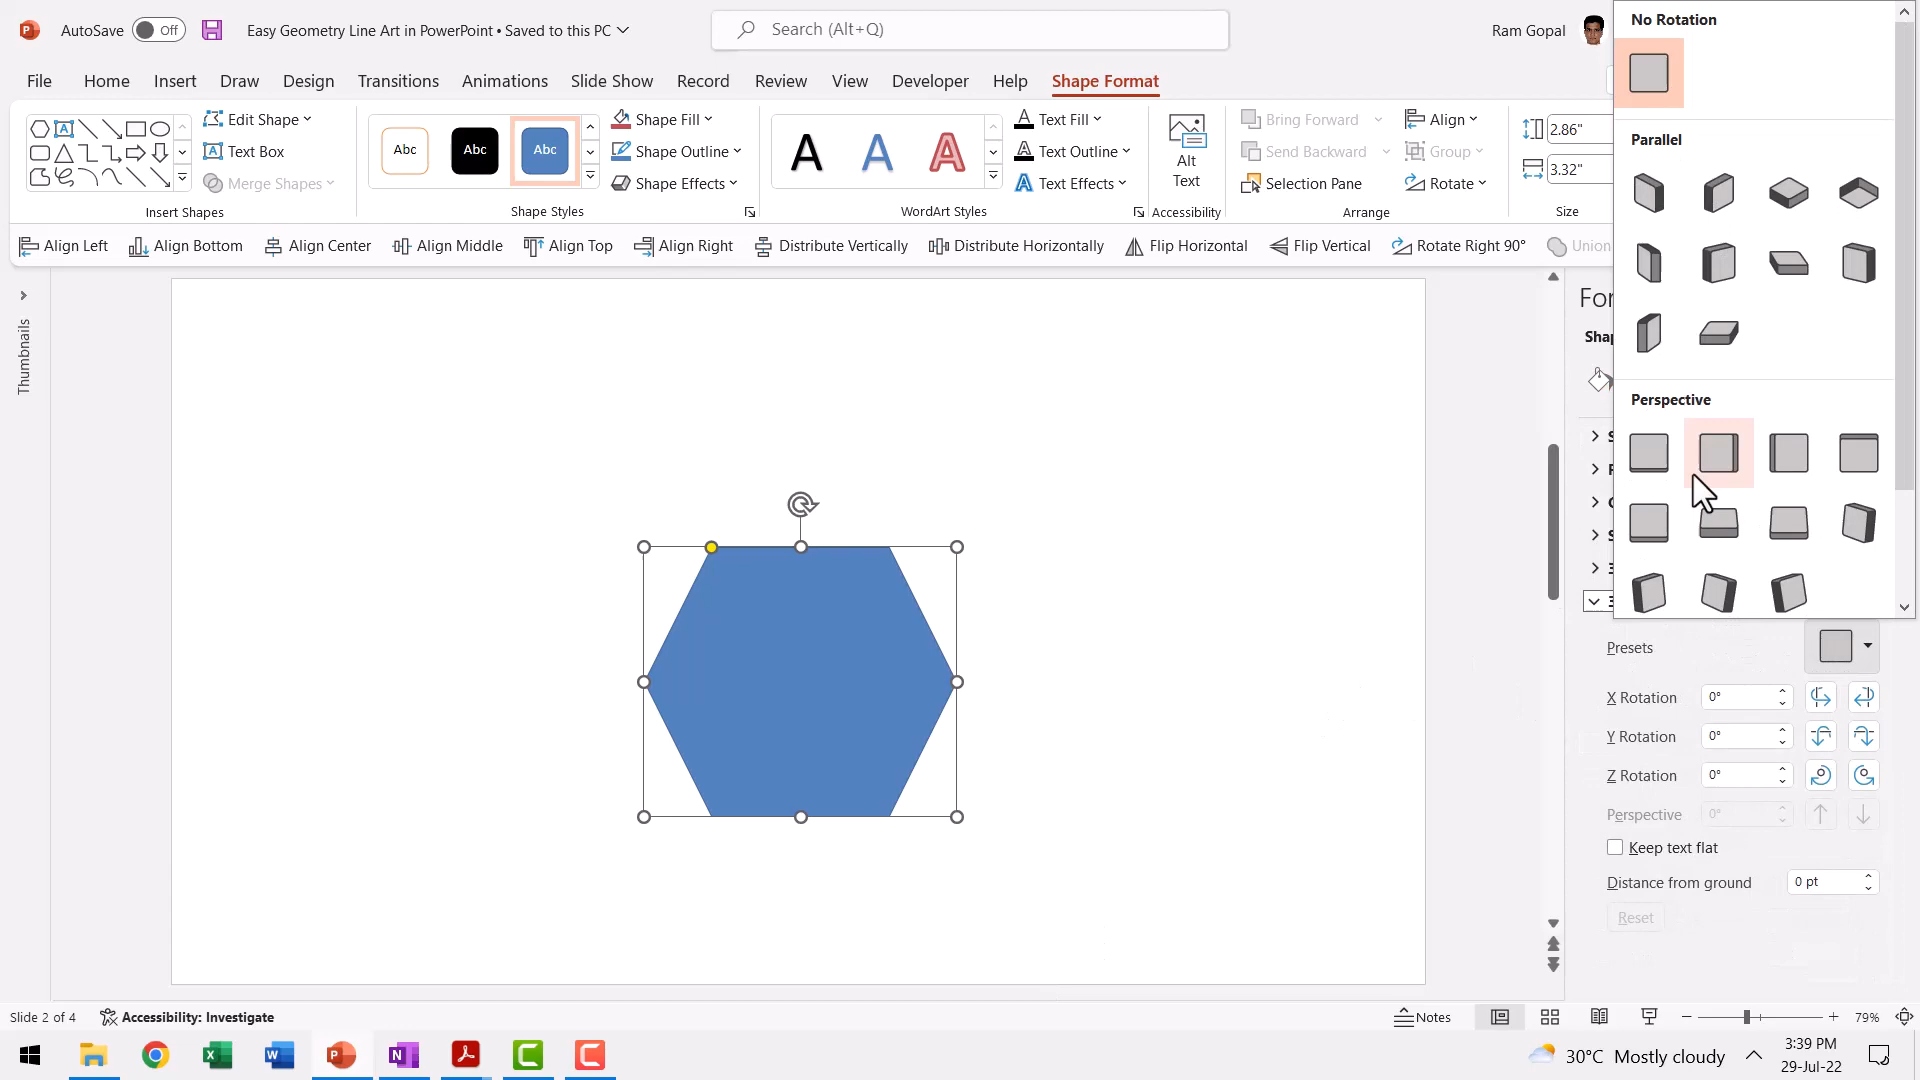 AutoSave Off Easy Geometry Line Art in PowerPoint • Saved to this PC Search (Alt+Q) Ram Gopal
File Home Insert Draw Design Transitions Animations Slide Show Record Review View Developer Help Shape Format
Edit Shape
Text Box
Merge Shapes
Insert Shapes
Abc Abc Abc
Shape Fill
Shape Outline
Shape Effects
Shape Styles
A A A
Text Fill
Text Outline
Text Effects
WordArt Styles
Alt
Text
Accessibility
Bring Forward
Send Backward
Selection Pane
Align
Group
Rotate
Arrange
2.86"
3.32"
Size
Align Left Align Bottom Align Center Align Middle Align Top Align Right Distribute Vertically Distribute Horizontally Flip Horizontal Flip Vertical Rotate Right 90° Union
Thumbnails
No Rotation
Parallel
Perspective
For
Presets
X Rotation 0°
Y Rotation 0°
Z Rotation 0°
Perspective 0°
Keep text flat
Distance from ground 0 pt
Reset
Slide 2 of 4 Accessibility: Investigate Notes 79%
30°C Mostly cloudy
3:39 PM
29-Jul-22